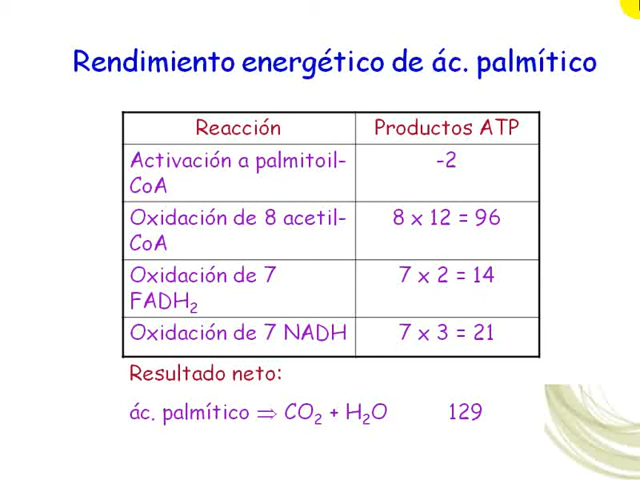 Rendimiento energético de ác. palmítico
Reacción Productos ATP
Activación a palmitoil- -2
CoA
Oxidación de 8 acetil- 8 x 12 = 96
CoA
Oxidación de 7 7 x 2 = 14
FADH₂
Oxidación de 7 NADH 7 x 3 = 21
Resultado neto:
ác. palmítico ⇒ CO₂ + H₂O 129